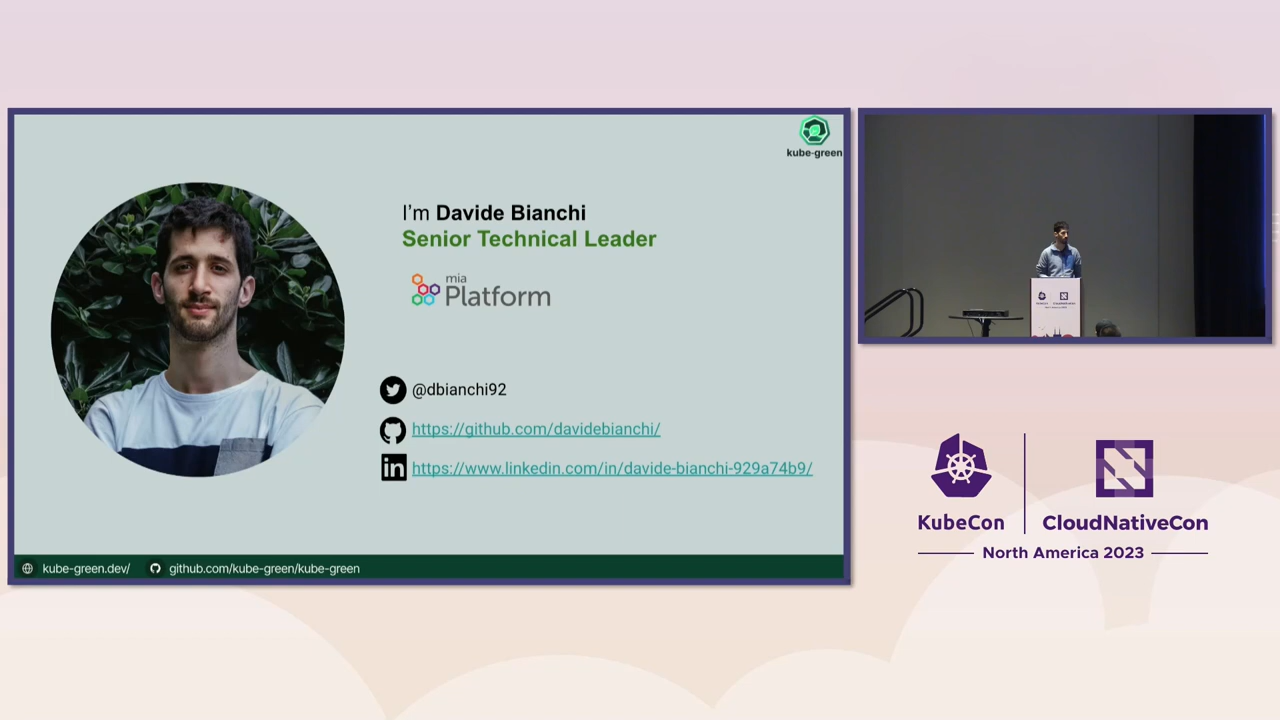 kube-green
I'm Davide Bianchi
Senior Technical Leader
mia
Platform
@dbianchi92
https://github.com/davidebianchi/
https://www.linkedin.com/in/davide-bianchi-929a74b9/
kube-green.dev/
github.com/kube-green/kube-green
KubeCon
CloudNativeCon
North America 2023